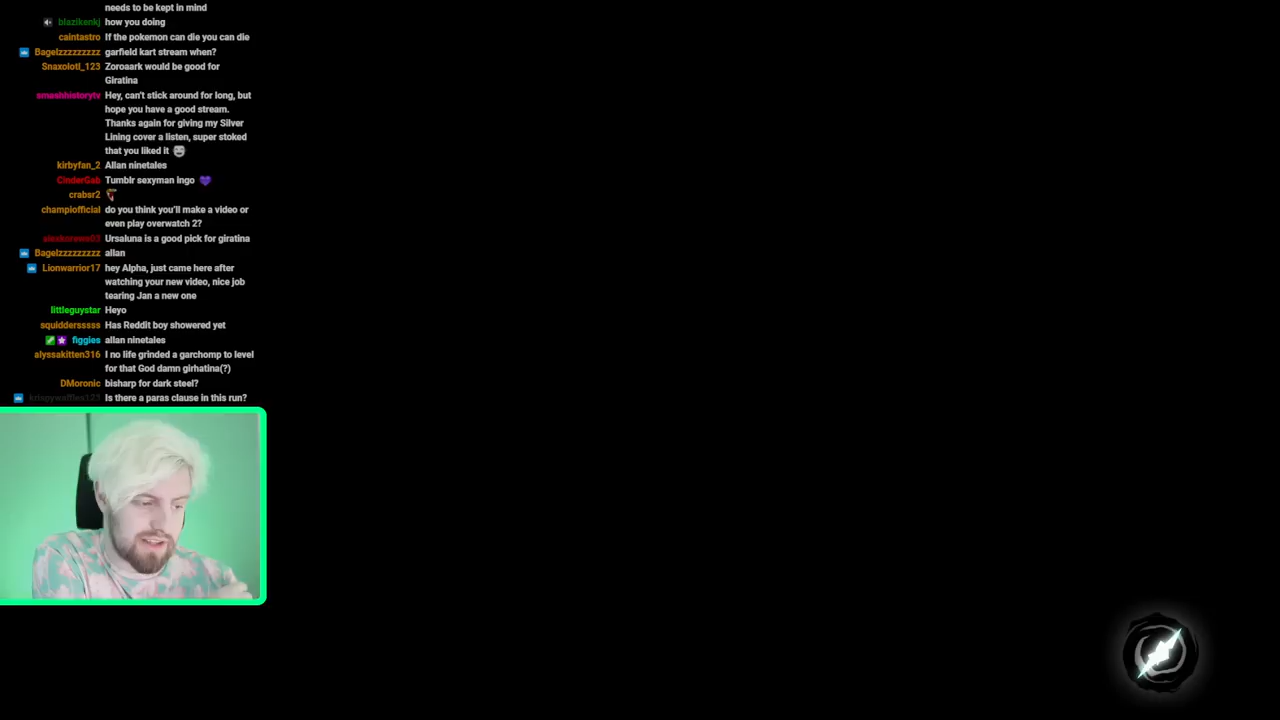 needs to be kept in mind
blazikenkj how you doing
caintastro If the pokemon can die you can die
Bagelzzzzzzzzz garfield kart stream when?
Snaxolotl_123 Zoroaark would be good for
Giratina
smashhistorytv Hey, can't stick around for long, but
hope you have a good stream.
Thanks again for giving my Silver
Lining cover a listen, super stoked
that you liked it
kirbyfan_2 Allan ninetales
CinderGab Tumblr sexyman Ingo
crabsr2
champiofficial do you think you'll make a video or
even play overwatch 2?
Ursaluna is a good pick for giratina
Bagelzzzzzzzzz allan
Lionwarrior17 hey Alpha, just came here after
watching your new video, nice job
tearing Jan a new one
littleguystar Heyo
squiddersssss Has Reddit boy showered yet
figgies allan ninetales
alyssakitten316 I no life grinded a garchomp to level
for that God damn girhatina(?)
DMoronic bisharp for dark steel?
krispywaffles123 Is there a paras clause in this run?